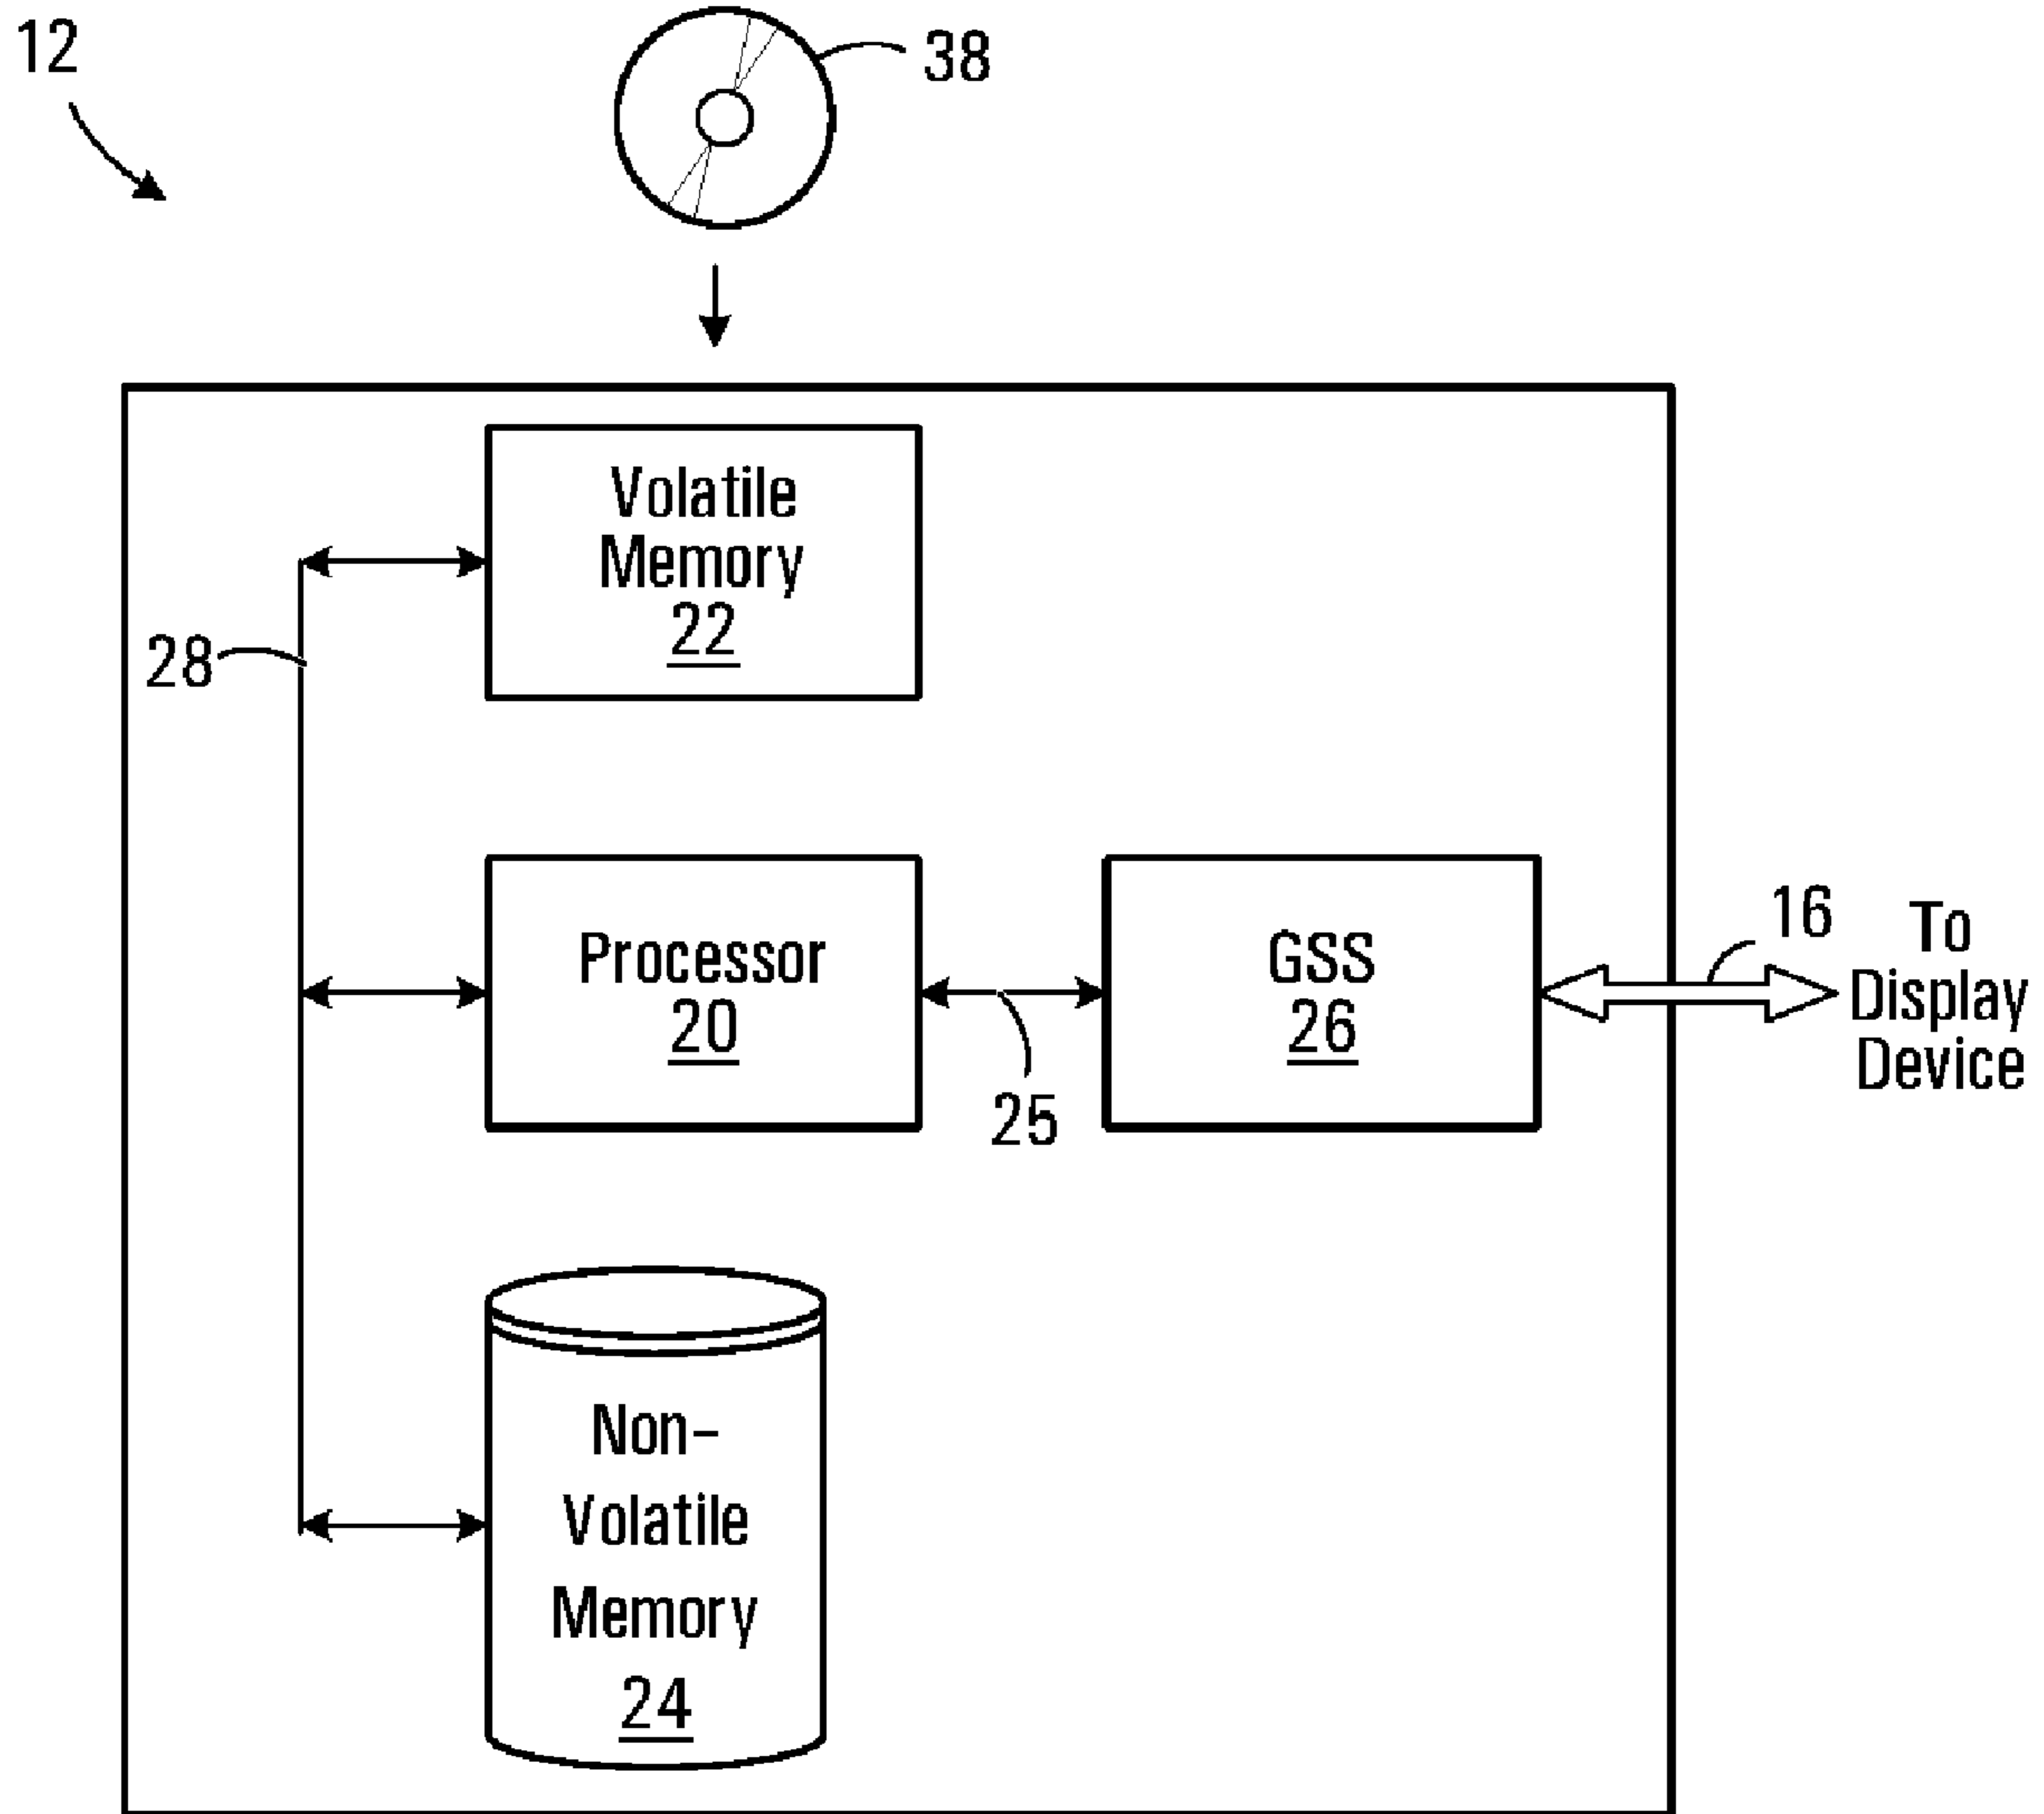 12
38
Volatile
Memory
22
28
Processor
20
GSS
26
25
16
To
Display
Device
Non-
Volatile
Memory
24